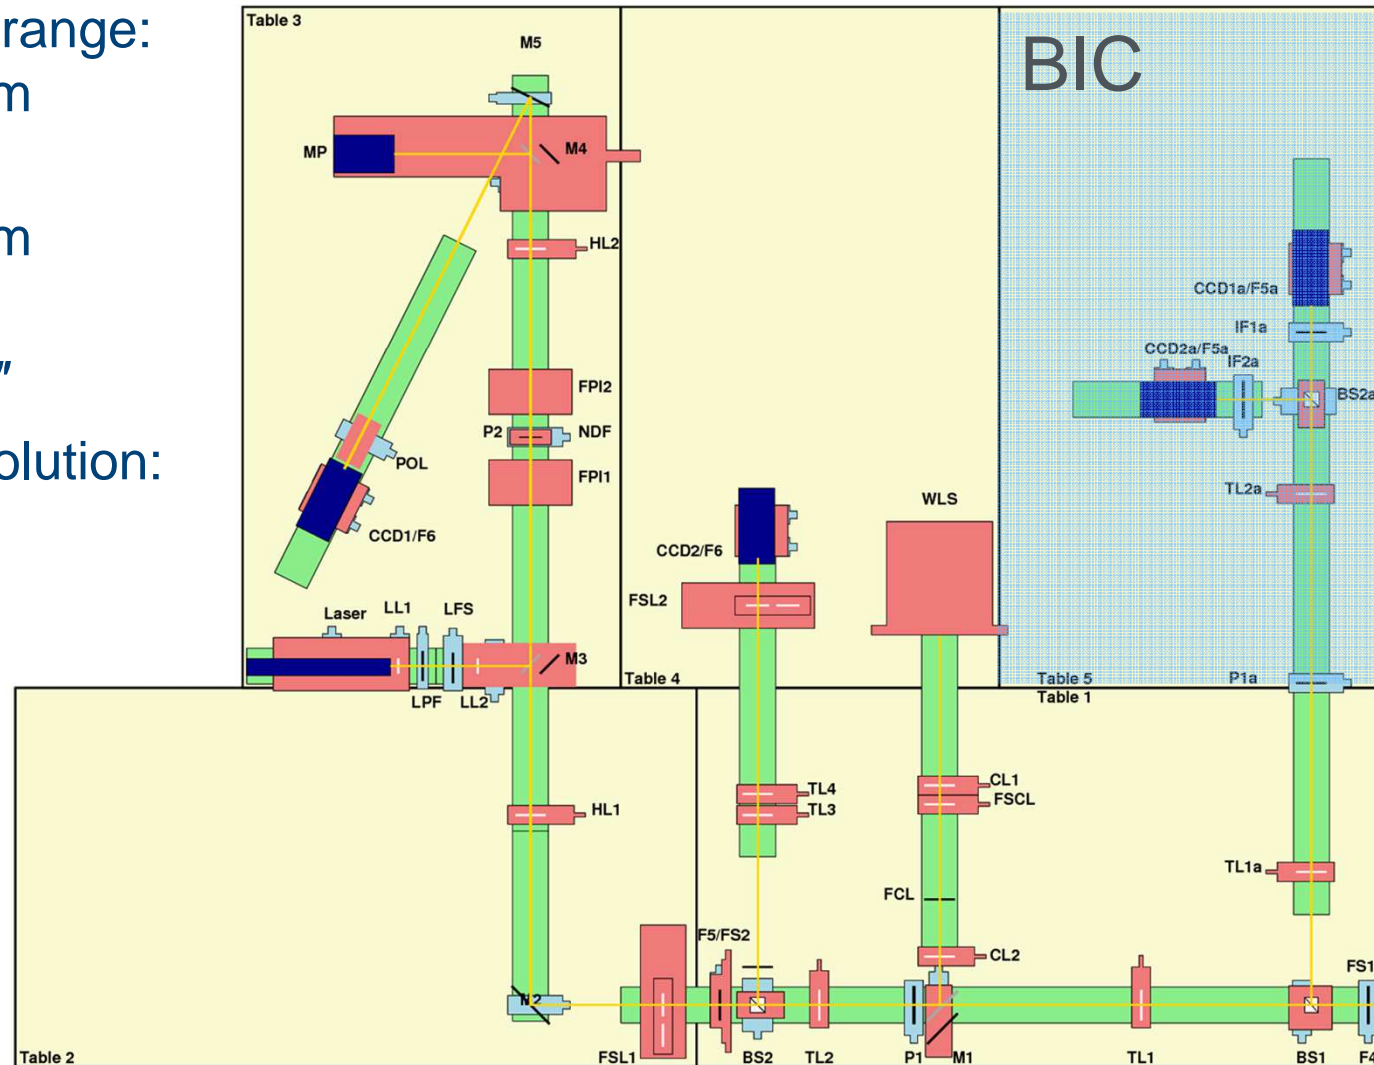 range:
m
m
″
olution:
Table 3
M5
BIC
MP
M4
HL2
CCD1a/F5a
IF1a
CCD2a/F5a
IF2a
BS2a
FPI2
P2
NDF
POL
FPI1
TL2a
WLS
CCD1/F6
CCD2/F6
FSL2
Laser
LL1
LFS
M3
LPF
LL2
Table 4
Table 5
P1a
Table 1
CL1
TL4
FSCL
HL1
TL3
TL1a
FCL
F5/FS2
CL2
FS1
M2
Table 2
FSL1
BS2
TL2
P1
M1
TL1
BS1
F4